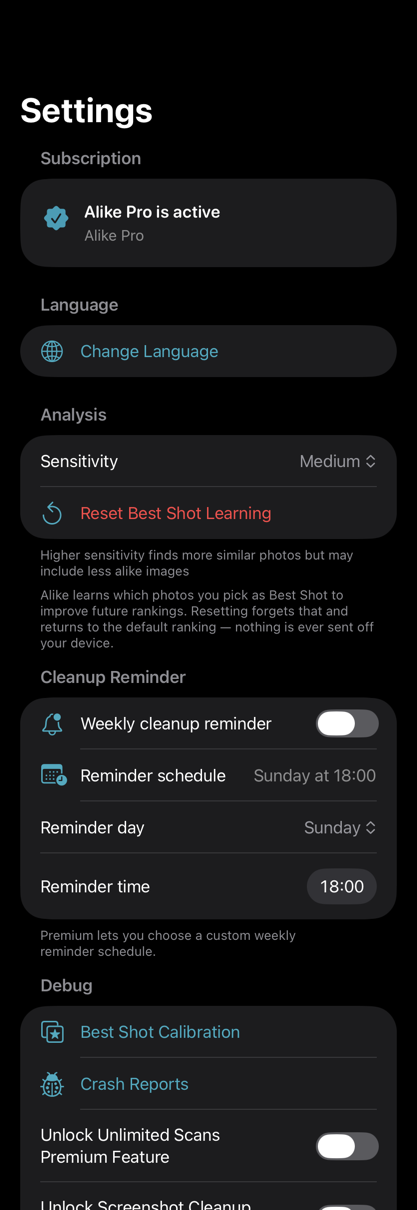 Settings
Subscription
Alike Pro is active
Alike Pro
Language
Change Language
Analysis
Sensitivity Medium
Reset Best Shot Learning
Higher sensitivity finds more similar photos but may
include less alike images
Alike learns which photos you pick as Best Shot to
improve future rankings. Resetting forgets that and
returns to the default ranking — nothing is ever sent off
your device.
Cleanup Reminder
Weekly cleanup reminder
Reminder schedule Sunday at 18:00
Reminder day Sunday
Reminder time 18:00
Premium lets you choose a custom weekly
reminder schedule.
Debug
Best Shot Calibration
Crash Reports
Unlock Unlimited Scans
Premium Feature
Unlock Screenshot Cleanup